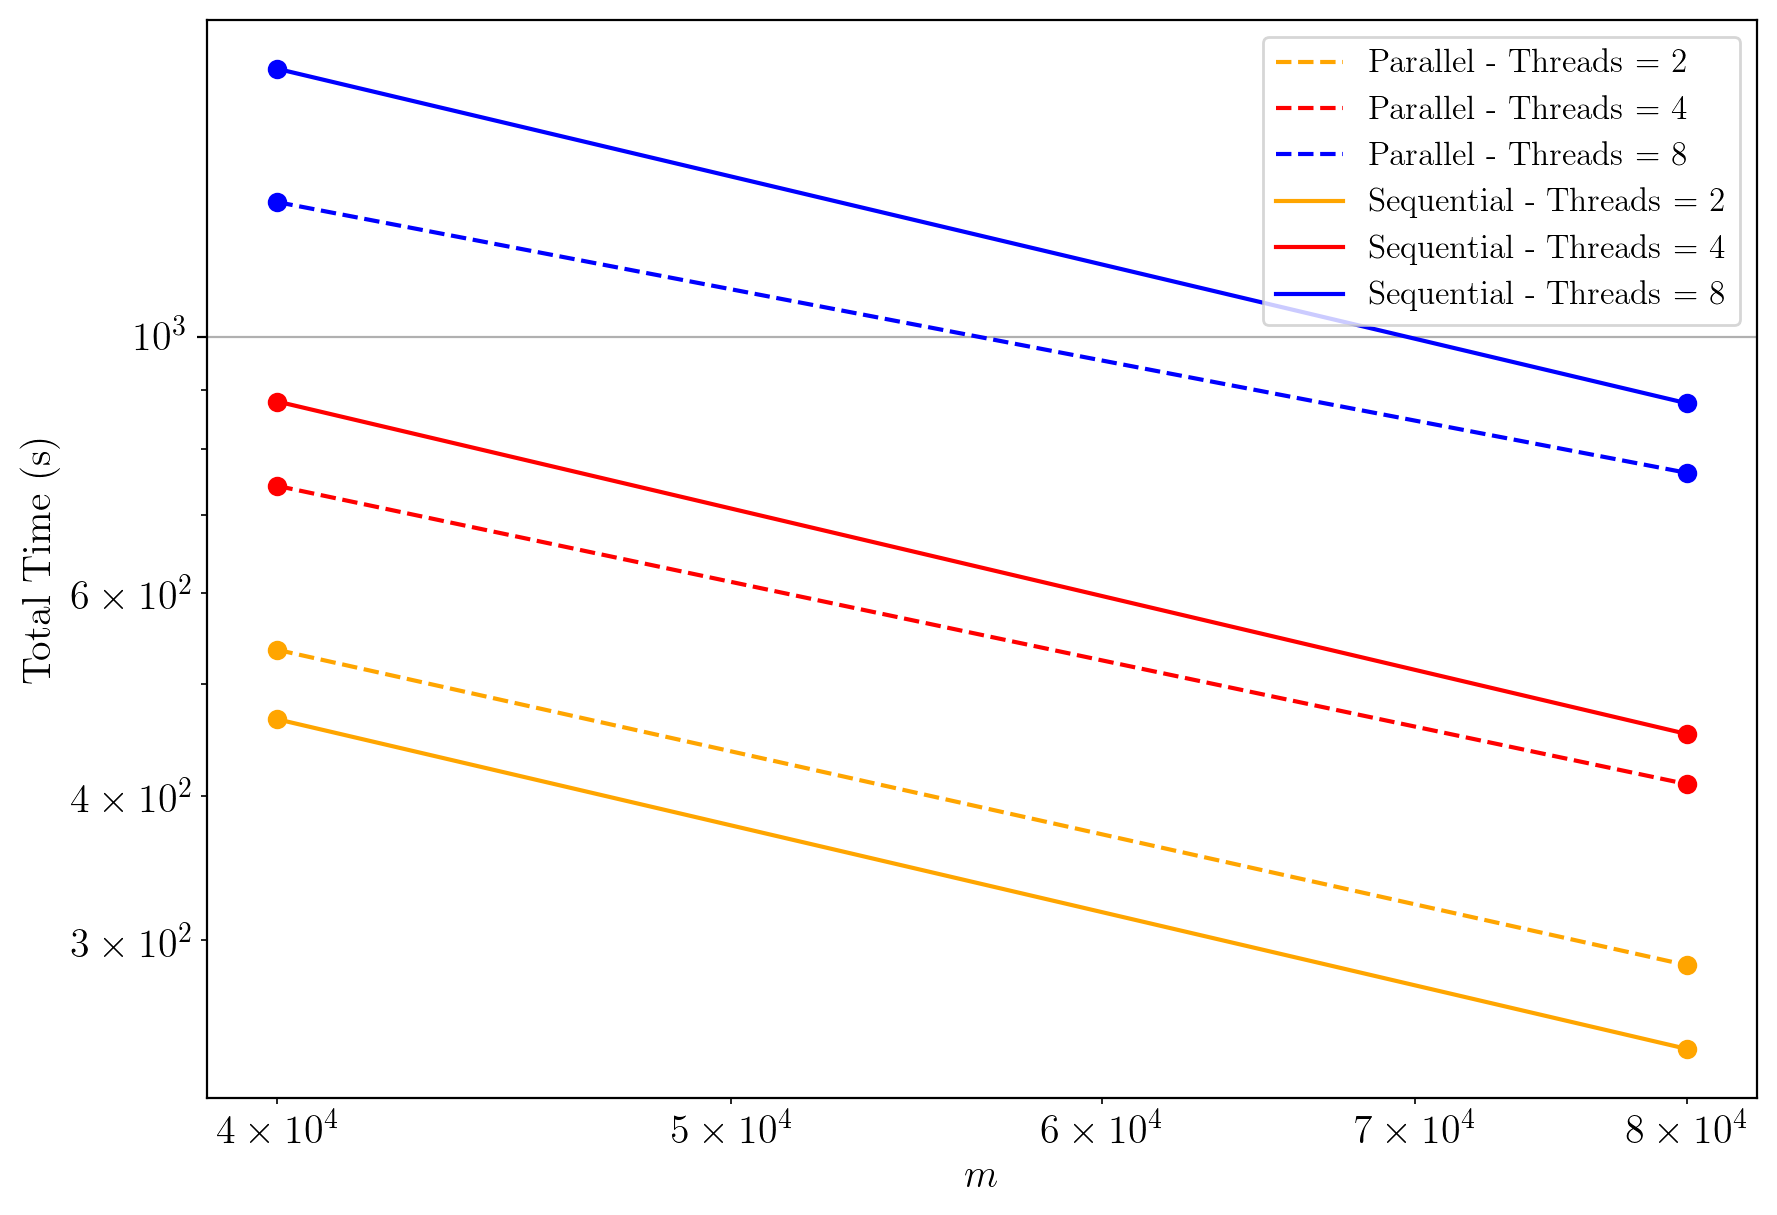 Parallel - Threads = 2
Parallel - Threads = 4
Parallel - Threads = 8
Sequential - Threads = 2
Sequential - Threads = 4
Sequential - Threads = 8
10³
6 × 10²
4 × 10²
3 × 10²
Total Time (s)
4 × 10⁴
5 × 10⁴
6 × 10⁴
7 × 10⁴
8 × 10⁴
m